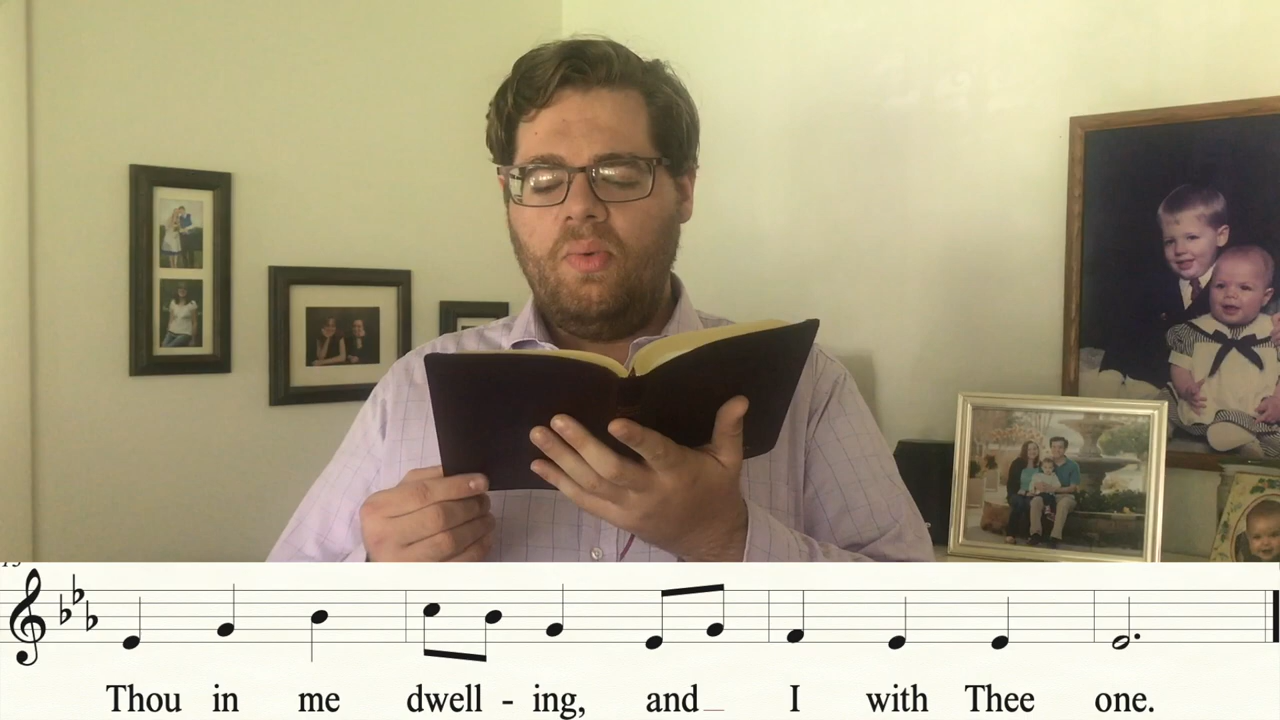 Thou in me dwell - ing, and I with Thee one.